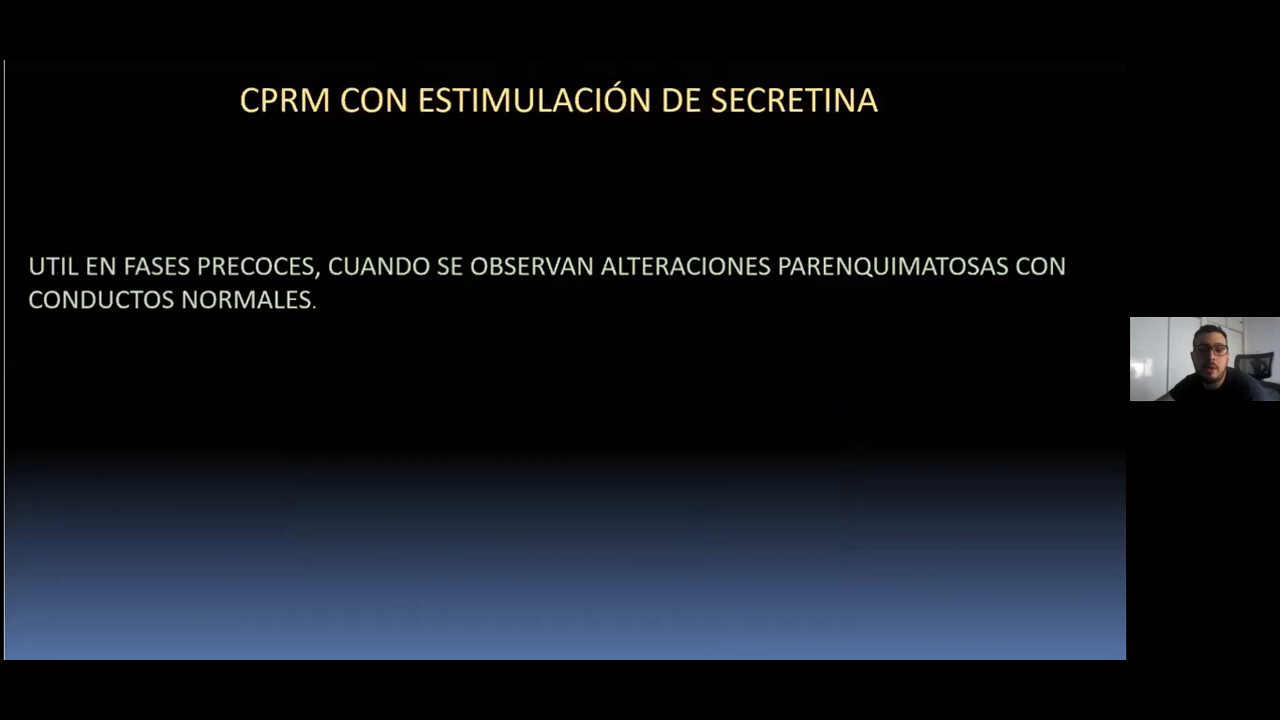 CPRM CON ESTIMULACIÓN DE SECRETINA
UTIL EN FASES PRECOCES, CUANDO SE OBSERVAN ALTERACIONES PARENQUIMATOSAS CON
CONDUCTOS NORMALES.